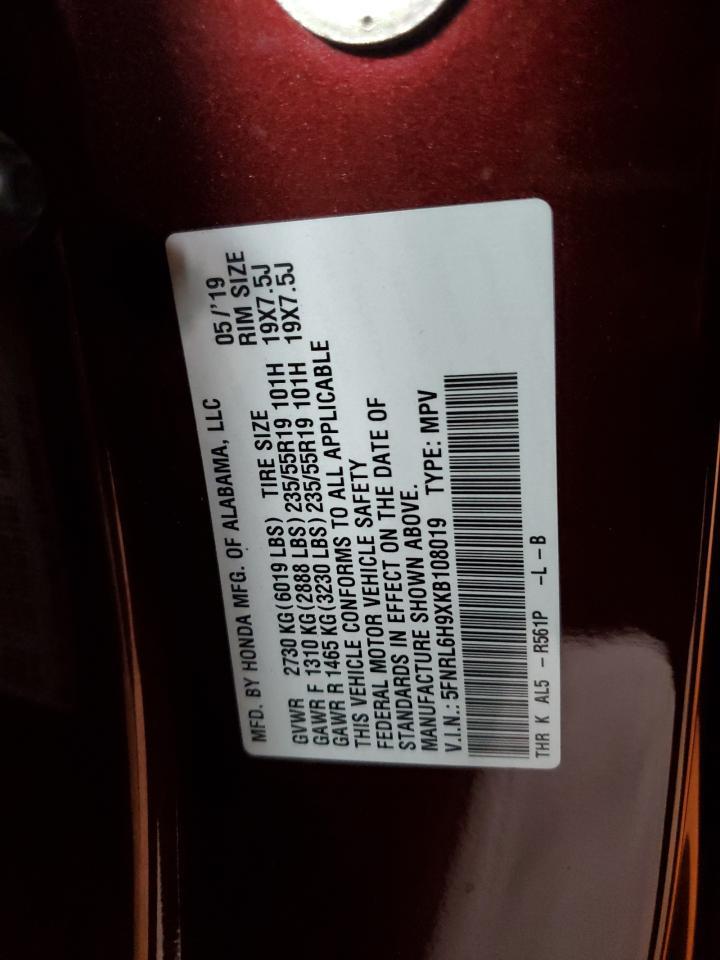 MFD. BY HONDA MFG. OF ALABAMA, LLC 05/'19
GVWR 2730 KG(6019 LBS) TIRE SIZE RIM SIZE
GAWR F 1310 KG(2888 LBS)235/55R19 101H 19X7.5J
GAWR R 1465 KG(3230 LBS)235/55R19 101H 19X7.5J
THIS VEHICLE CONFORMS TO ALL APPLICABLE
FEDERAL MOTOR VEHICLE SAFETY
STANDARDS IN EFFECT ON THE DATE OF
MANUFACTURE SHOWN ABOVE.
V.I.N.: 5FNRL6H9XKB108019 TYPE: MPV
THR K AL5 -R561P -L-B